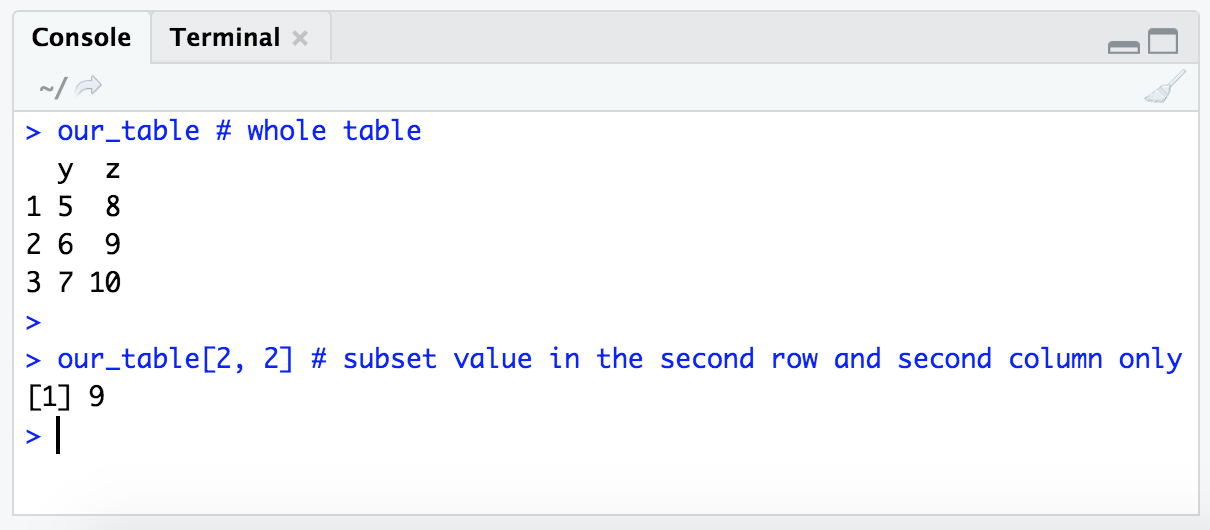 Console Terminal ×
~/
> our_table # whole table
  y  z
1 5  8
2 6  9
3 7 10
>
> our_table[2, 2] # subset value in the second row and second column only
[1] 9
>